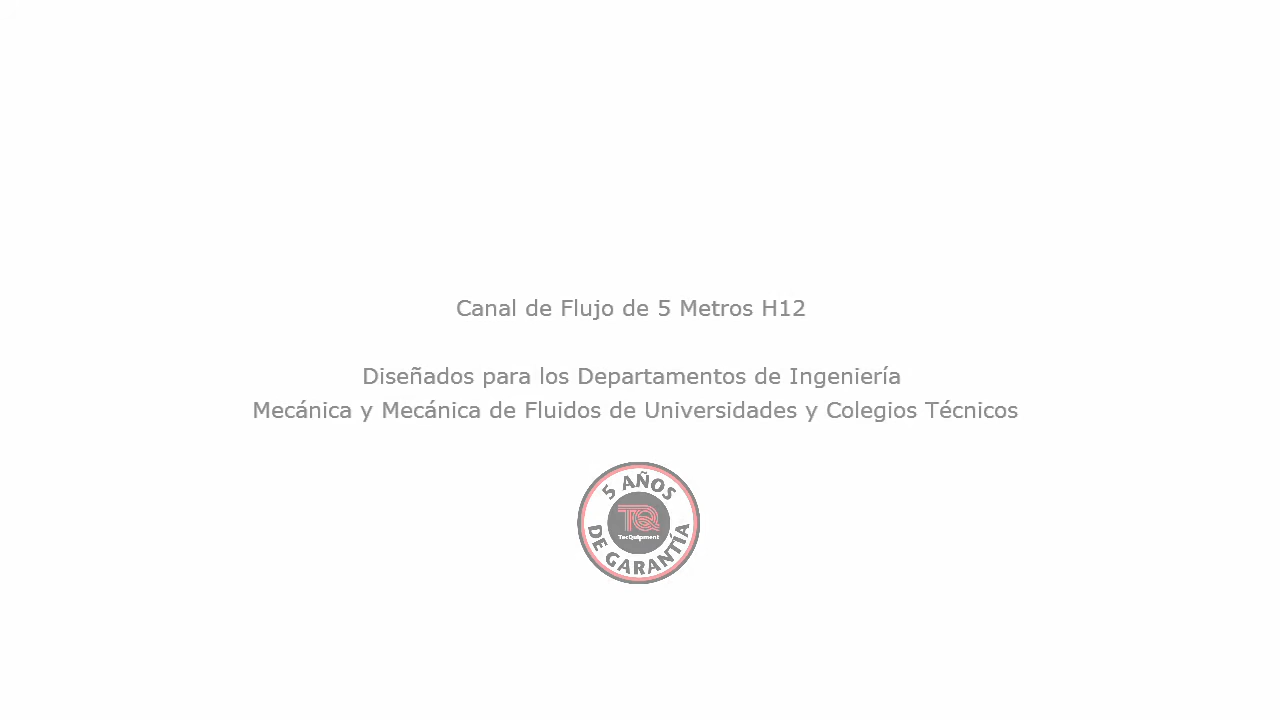 Canal de Flujo de 5 Metros H12
Diseñados para los Departamentos de Ingeniería
Mecánica y Mecánica de Fluidos de Universidades y Colegios Técnicos
5 AÑOS
TQ
TecQuipment
DE GARANTÍA